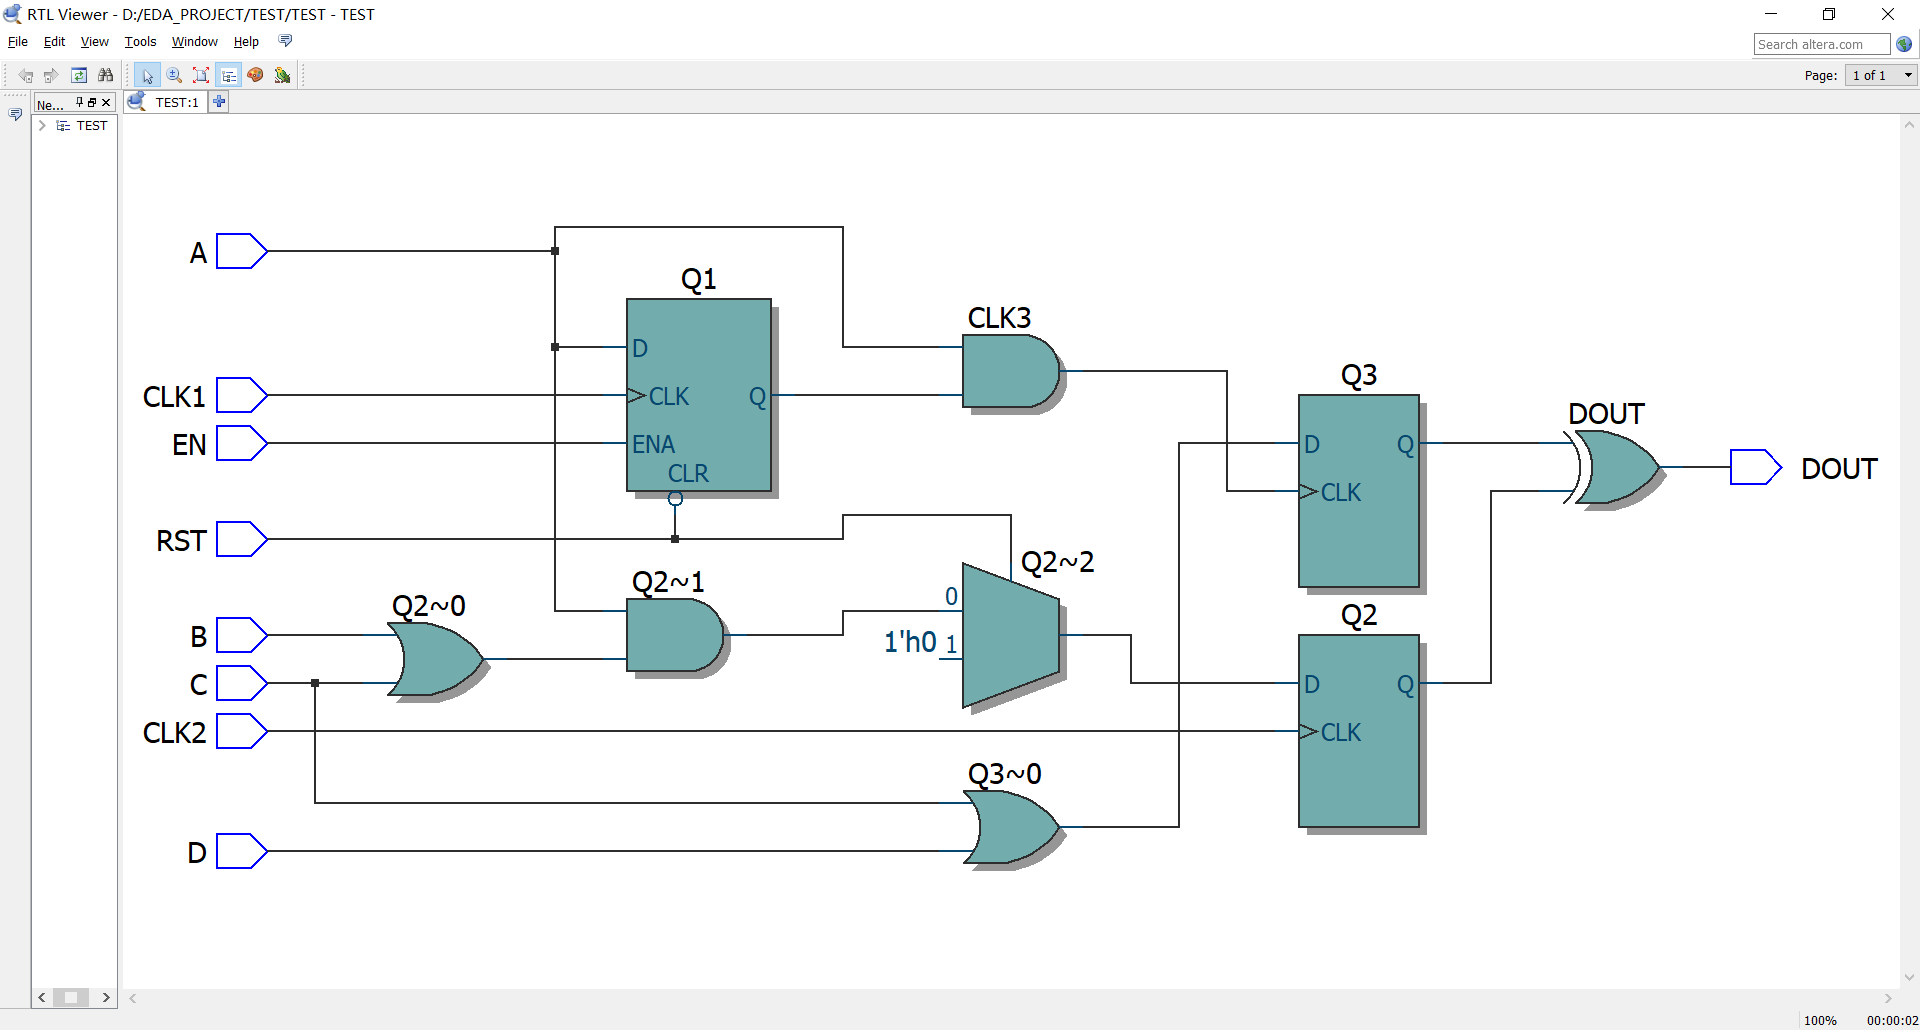 RTL Viewer - D:/EDA_PROJECT/TEST/TEST - TEST
File Edit View Tools Window Help
Search altera.com
Page: 1 of 1
Ne...
TEST:1
TEST
A
Q1
D
CLK Q
ENA
CLR
CLK1
EN
RST
CLK3
Q3
D Q
CLK
DOUT
DOUT
Q2~0
Q2~1
Q2~2
0
1'h0 1
B
C
CLK2
Q2
D Q
CLK
Q3~0
D
100% 00:00:02